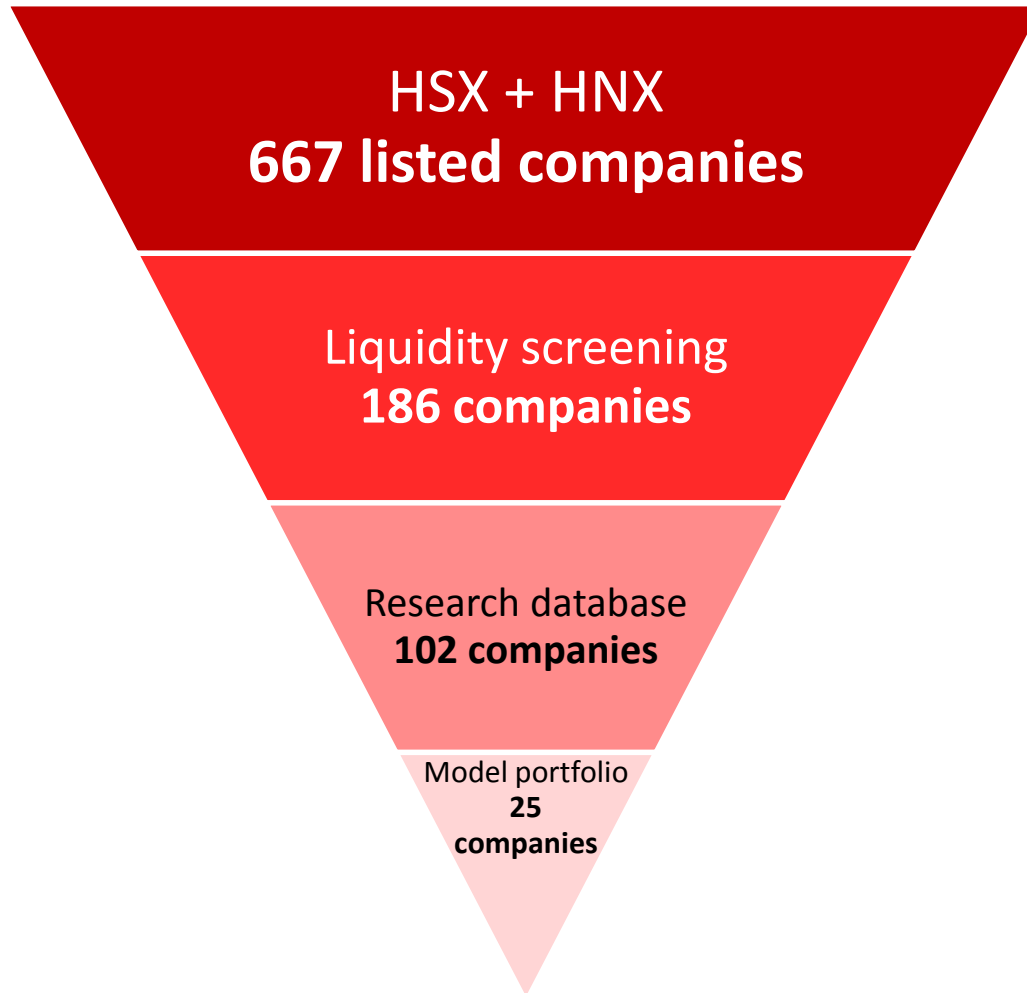 HSX + HNX
667 listed companies
Liquidity screening
186 companies
Research database
102 companies
Model portfolio
25
companies